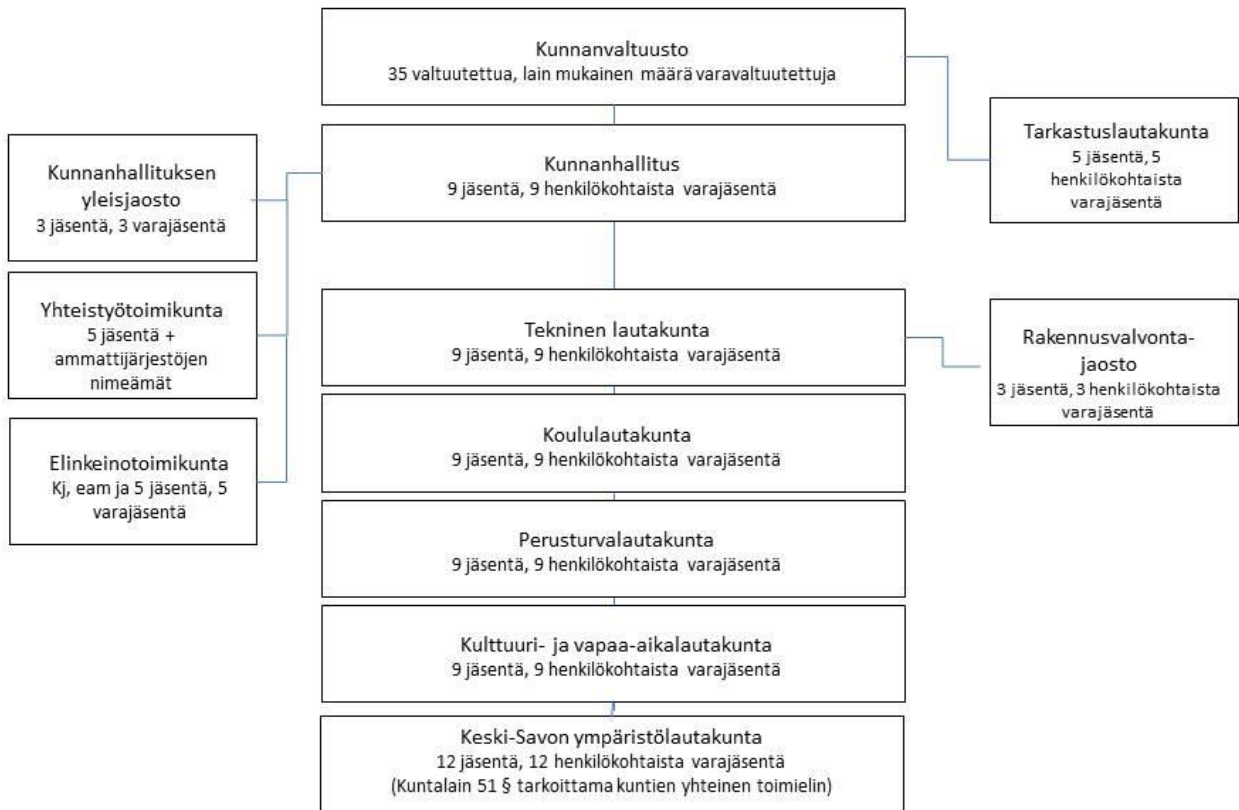 Kunnanvaltuusto
35 valtuutettua, lain mukainen määrä varavaltuutettuja
Tarkastuslautakunta
5 jäsentä, 5
henkilökohtaista
varajäsentä
Kunnanhallituksen
yleisjaosto
3 jäsentä, 3 varajäsentä
Kunnanhallitus
9 jäsentä, 9 henkilökohtaista varajäsentä
Yhteistyötoimikunta
5 jäsentä +
ammattijärjestöjen
nimeämät
Tekninen lautakunta
9 jäsentä, 9 henkilökohtaista varajäsentä
Rakennusvalvonta-
jaosto
3 jäsentä, 3 henkilökohtaista
varajäsentä
Elinkeinotoimikunta
Kj, eam ja 5 jäsentä, 5
varajäsentä
Koululautakunta
9 jäsentä, 9 henkilökohtaista varajäsentä
Perusturvalautakunta
9 jäsentä, 9 henkilökohtaista varajäsentä
Kulttuuri- ja vapaa-aikalautakunta
9 jäsentä, 9 henkilökohtaista varajäsentä
Keski-Savon ympäristölautakunta
12 jäsentä, 12 henkilökohtaista varajäsentä
(Kuntalain 51 § tarkoittama kuntien yhteinen toimielin)